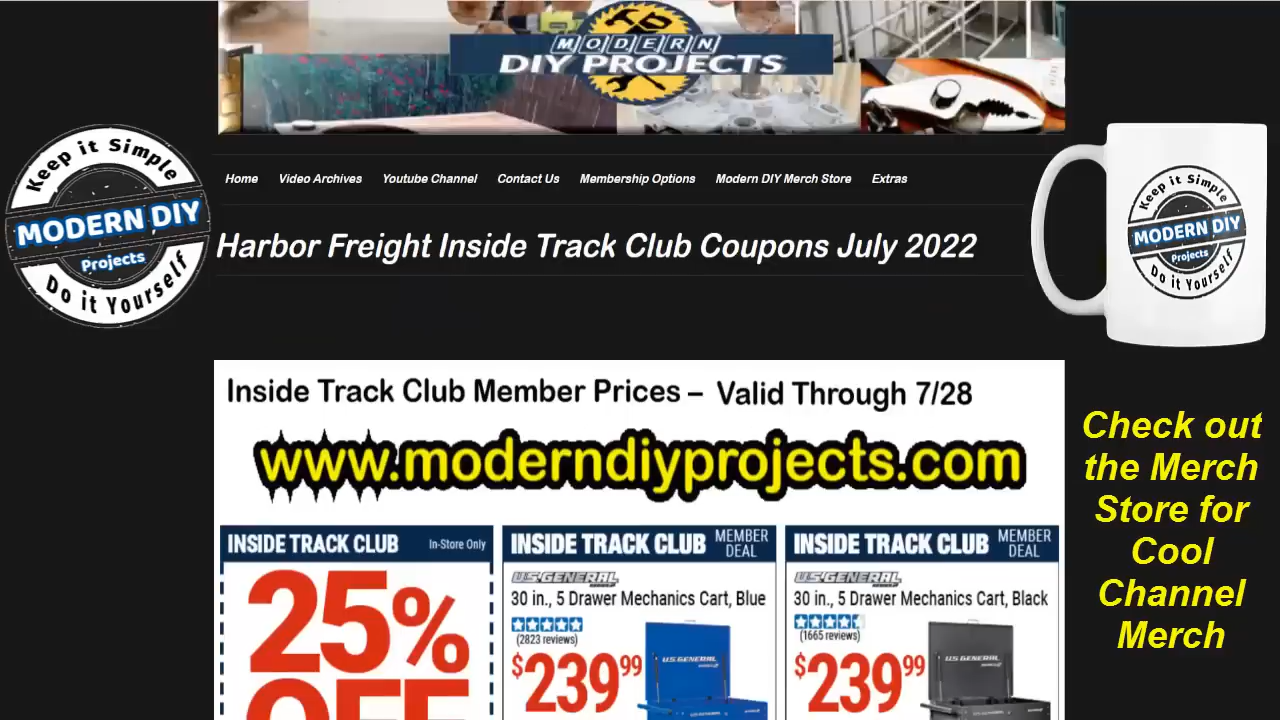 MODERN
DIY PROJECTS
Home Video Archives Youtube Channel Contact Us Membership Options Modern DIY Merch Store Extras
Keep it Simple
MODERN DIY
Projects
Do it Yourself
Harbor Freight Inside Track Club Coupons July 2022
Keep it Simple
MODERN DIY
Projects
Do it Yourself
Inside Track Club Member Prices – Valid Through 7/28
www.moderndiyprojects.com
Check out
the Merch
Store for
Cool
Channel
Merch
INSIDE TRACK CLUB In-Store Only
25%
OFF
INSIDE TRACK CLUB MEMBER DEAL
U.S. GENERAL
30 in., 5 Drawer Mechanics Cart, Blue
(2823 reviews)
$239.99
U.S. GENERAL
INSIDE TRACK CLUB MEMBER DEAL
U.S. GENERAL
30 in., 5 Drawer Mechanics Cart, Black
(1665 reviews)
$239.99
U.S. GENERAL